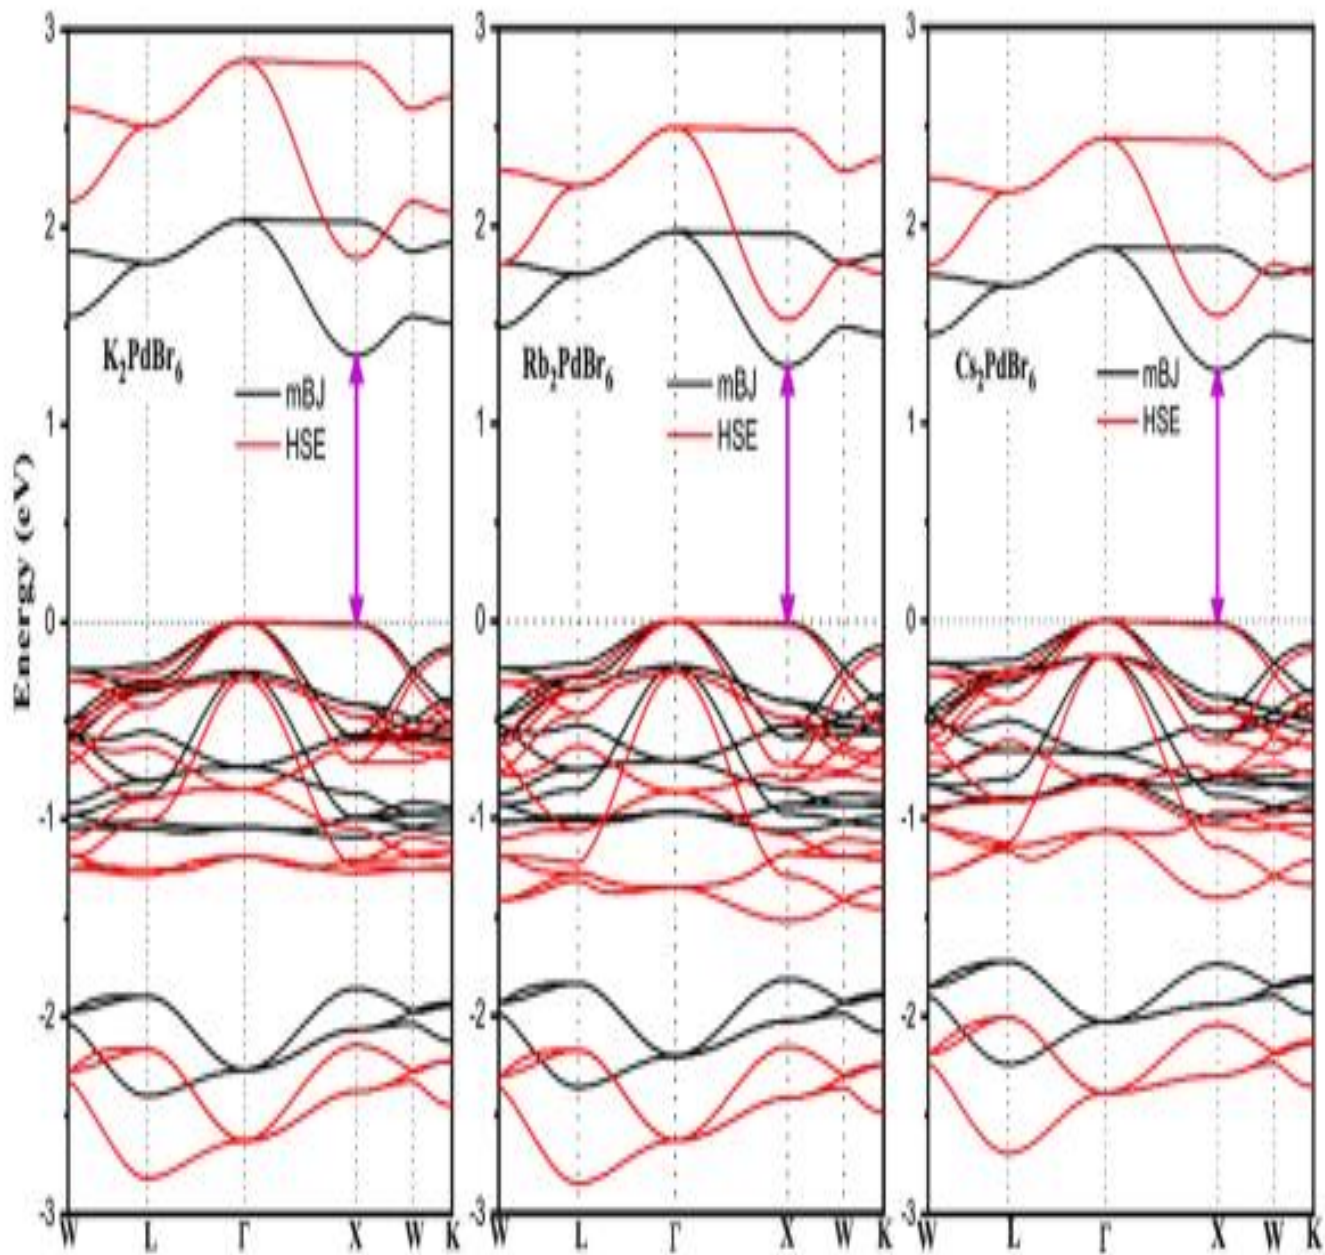 Energy (eV)
3
2
1
0
-1
-2
-3
K₂PdBr₆
mBJ
HSE
W L Γ X W K
3
2
1
0
-1
-2
-3
Rb₂PdBr₆
mBJ
HSE
W L Γ X W K
3
2
1
0
-1
-2
-3
Cs₂PdBr₆
mBJ
HSE
W L Γ X W K